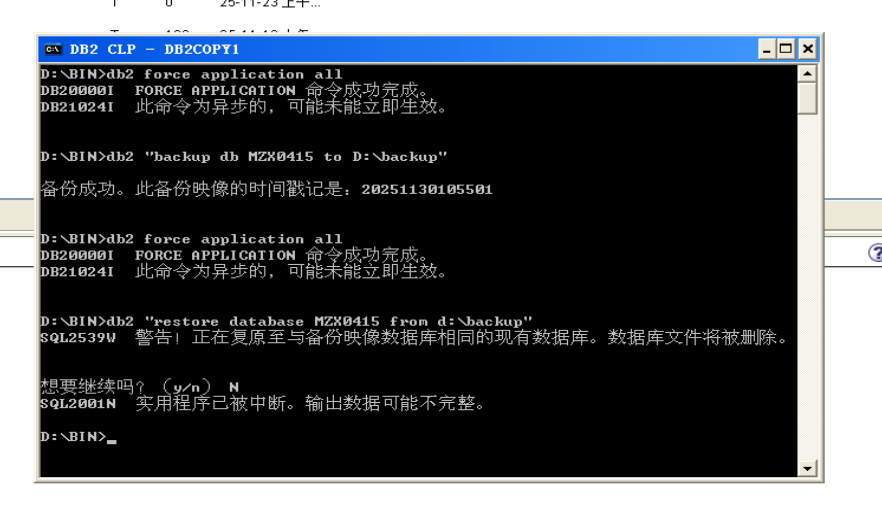 T 0 25-11-23 上午...
DB2 CLP - DB2COPY1
D:\BIN>db2 force application all
DB20000I FORCE APPLICATION 命令成功完成。
DB21024I 此命令为异步的，可能未能立即生效。
D:\BIN>db2 "backup db MZX0415 to D:\backup"
备份成功。此备份映像的时间戳记是：20251130105501
D:\BIN>db2 force application all
DB20000I FORCE APPLICATION 命令成功完成。
DB21024I 此命令为异步的，可能未能立即生效。
D:\BIN>db2 "restore database MZX0415 from d:\backup"
SQL2539W 警告！正在复原至与备份映像数据库相同的现有数据库。数据库文件将被删除。
想要继续吗？（y/n） N
SQL2001N 实用程序已被中断。输出数据可能不完整。
D:\BIN>_